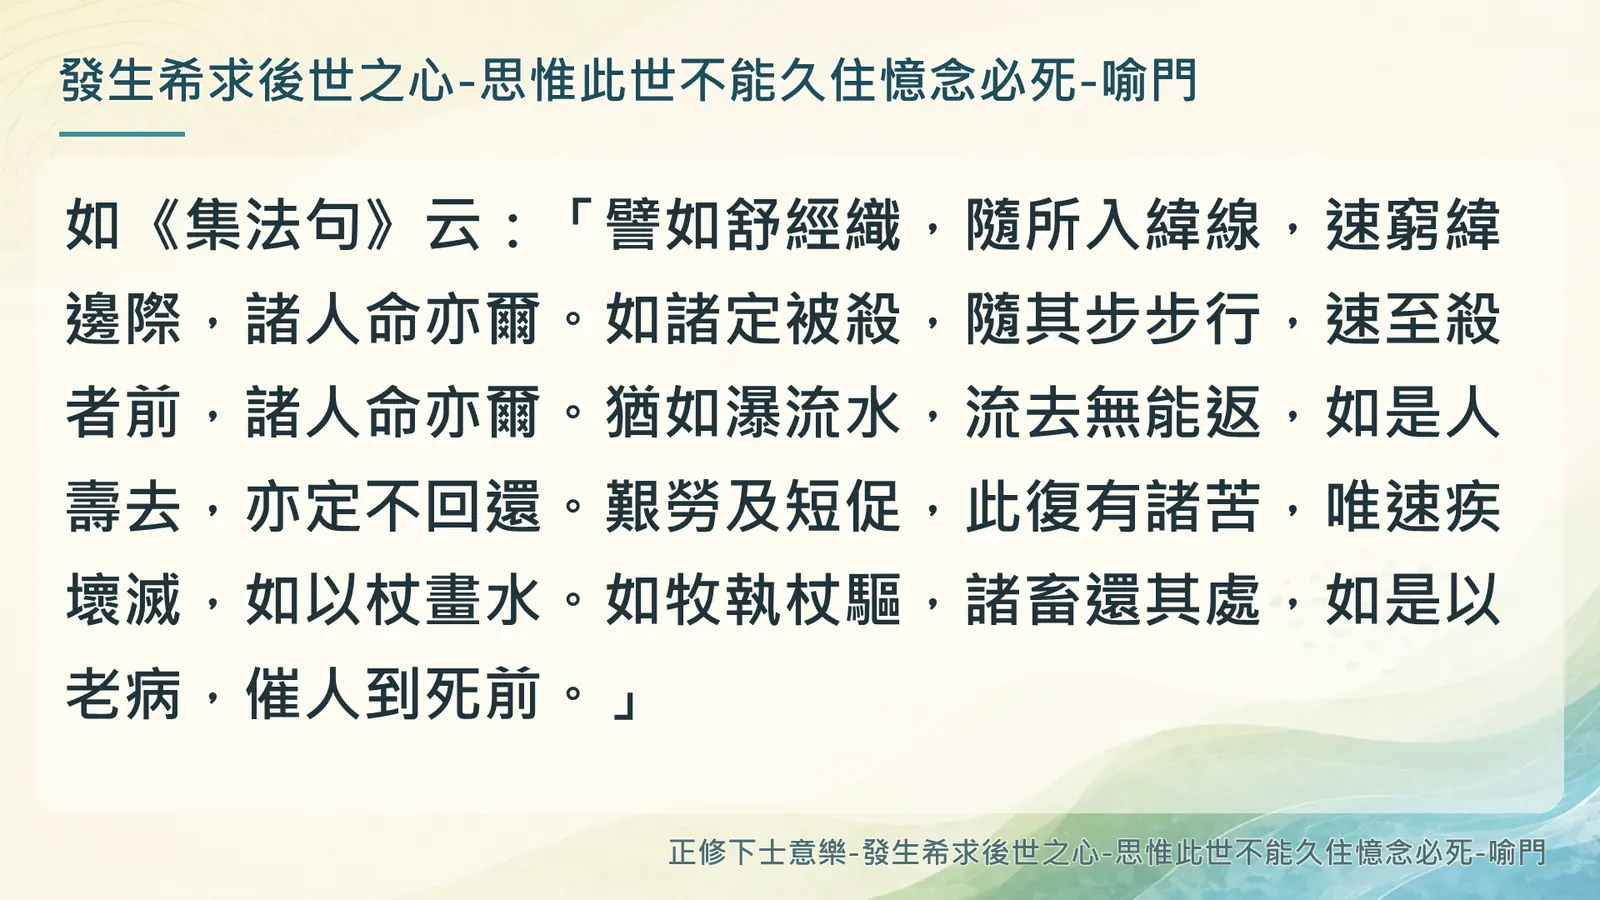 發生希求後世之心-思惟此世不能久住憶念必死-喻門
如《集法句》云：「譬如舒經織，隨所入緯線，速窮緯
邊際，諸人命亦爾。如諸定被殺，隨其步步行，速至殺
者前，諸人命亦爾。猶如瀑流水，流去無能返，如是人
壽去，亦定不回還。艱勞及短促，此復有諸苦，唯速疾
壞滅，如以杖畫水。如牧執杖驅，諸畜還其處，如是以
老病，催人到死前。」
正修下士意樂-發生希求後世之心-思惟此世不能久住憶念必死-喻門